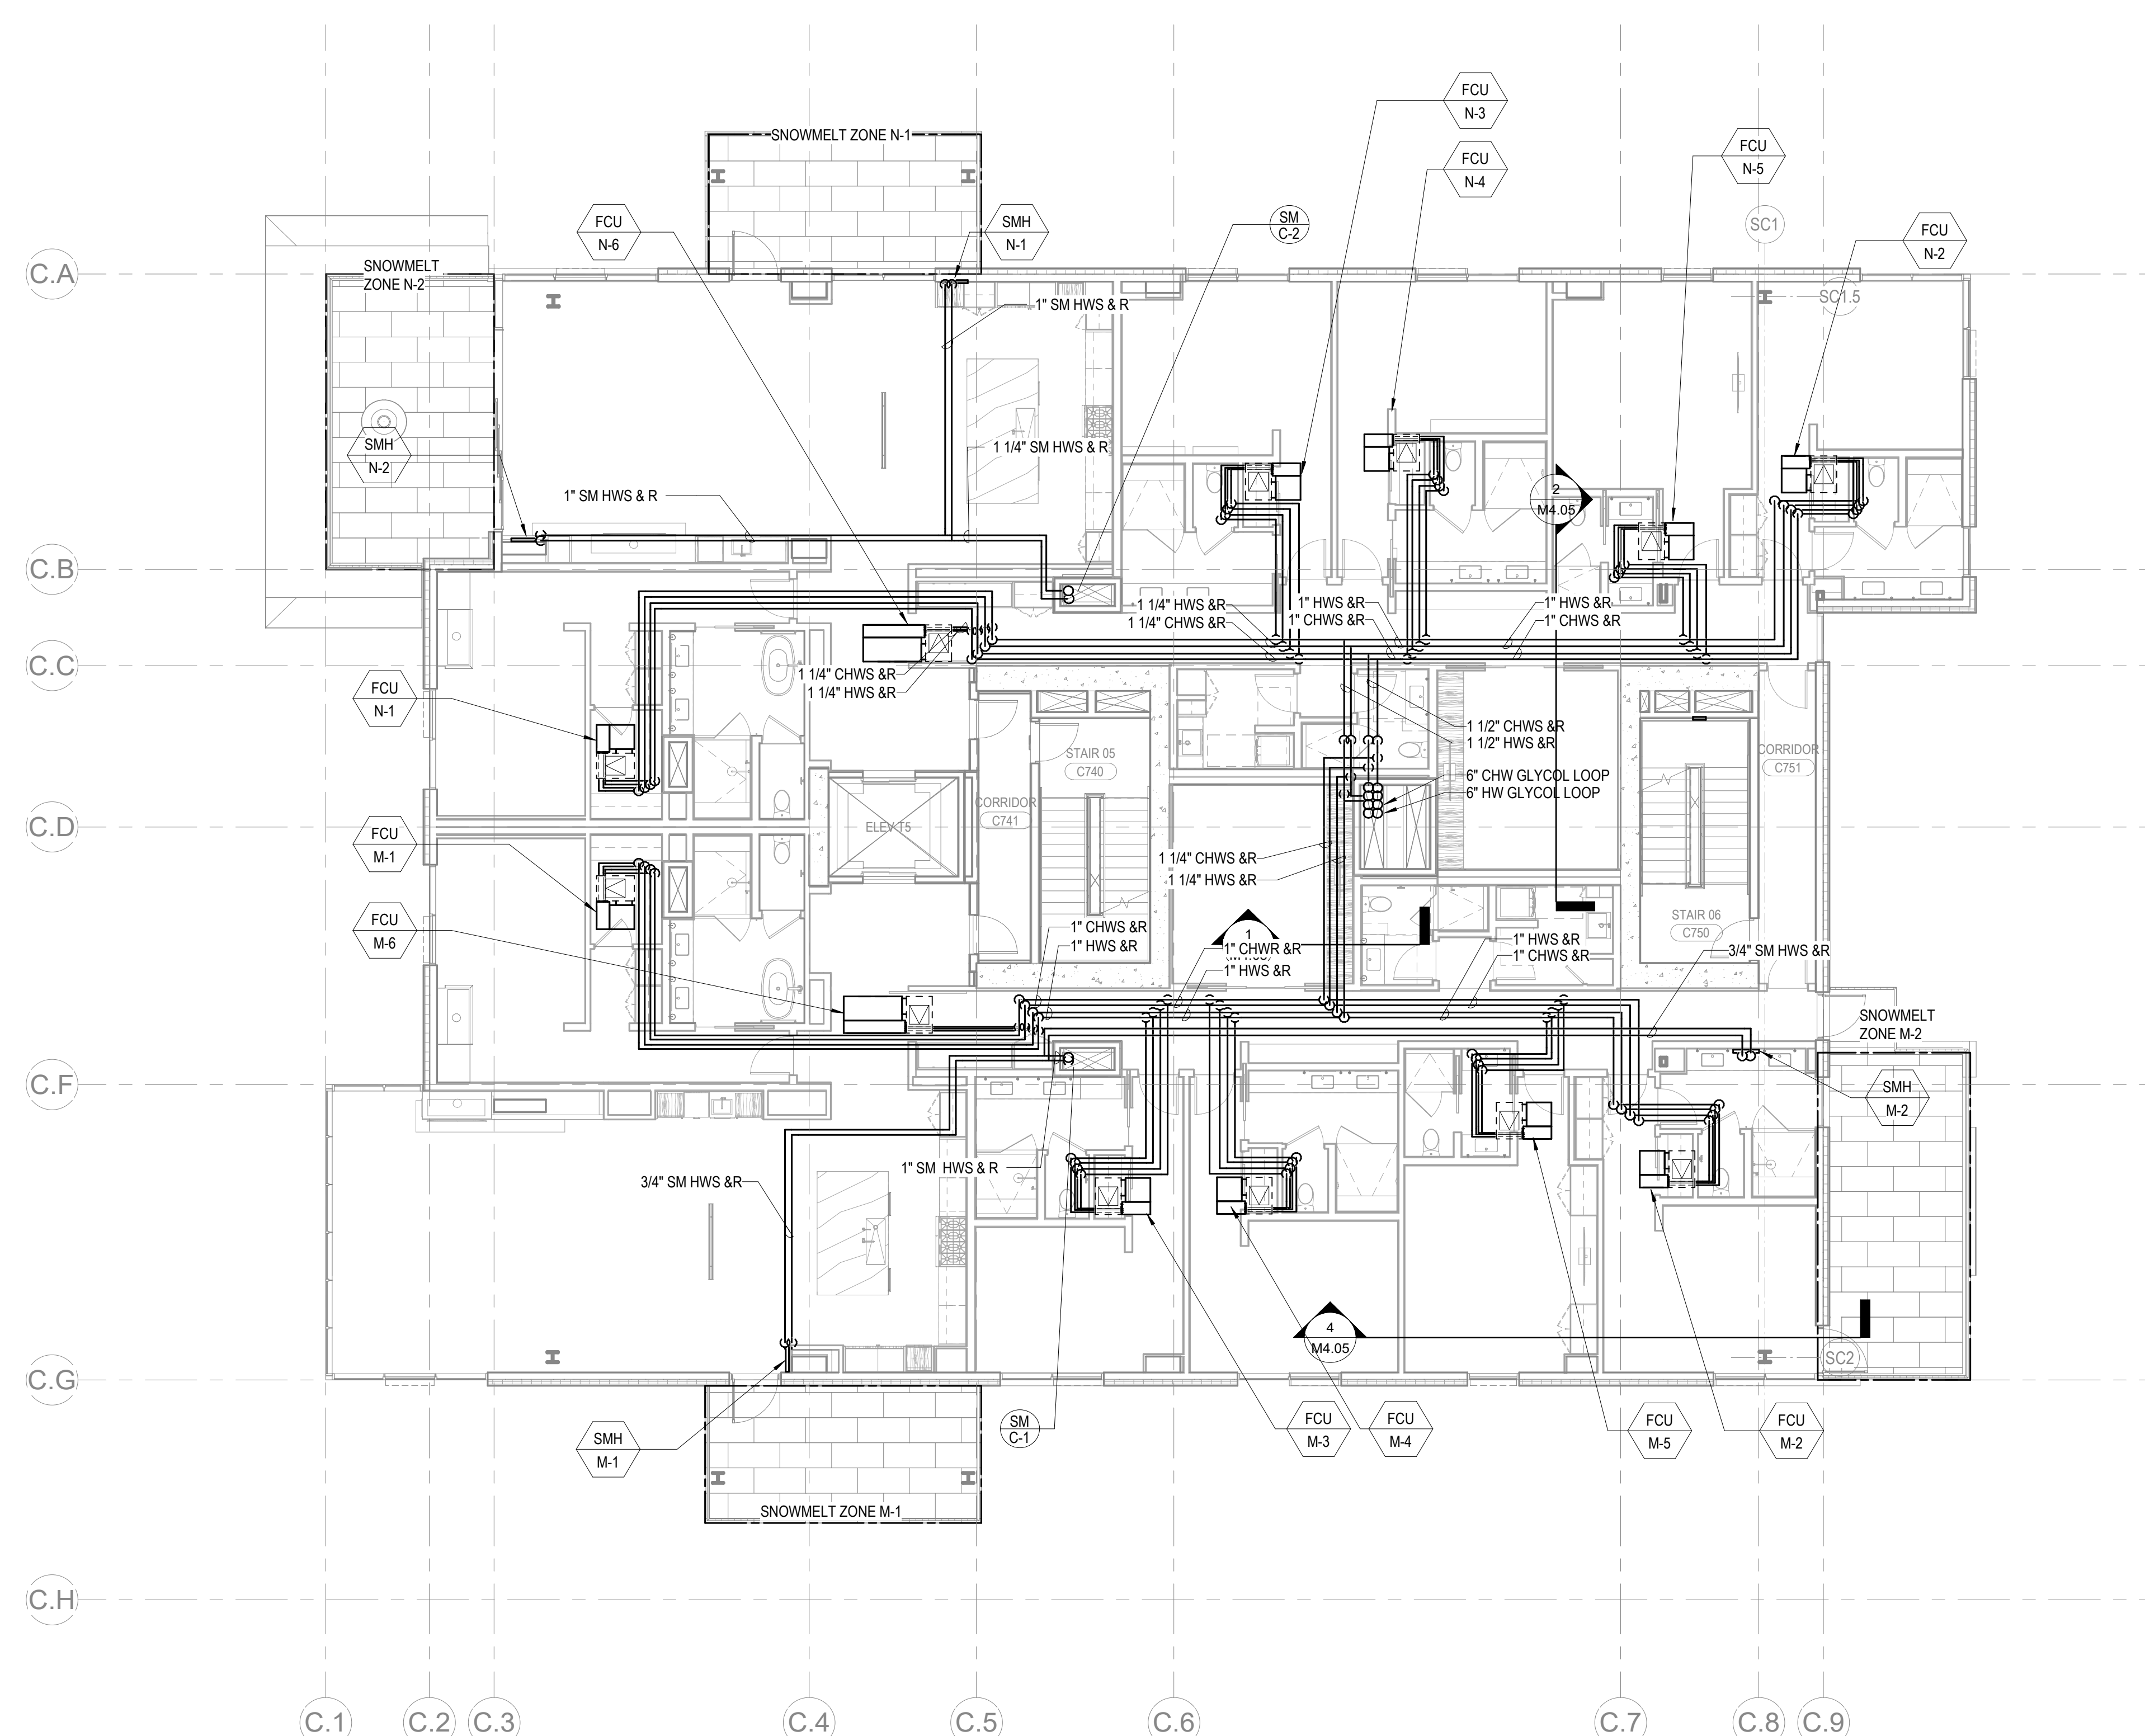 FCU
N-3
SNOWMELT ZONE N-1
FCU
N-4
FCU
N-5
FCU
N-6
SMH
N-1
SM
C-2
SC1
FCU
N-2
C.A
SNOWMELT
ZONE N-2
SC1.5
1" SM HWS & R
SMH
N-2
1 1/4" SM HWS & R
1" SM HWS & R
2
M4.05
C.B
1 1/4" HWS &R
1 1/4" CHWS &R
1" HWS &R
1" CHWS &R
1" HWS &R
1" CHWS &R
C.C
1 1/4" CHWS &R
1 1/4" HWS &R
FCU
N-1
1 1/2" CHWS &R
1 1/2" HWS &R
STAIR 05
C740
CORRIDOR
C751
6" CHW GLYCOL LOOP
6" HW GLYCOL LOOP
CORRIDOR
C741
C.D
ELEV T5
FCU
M-1
1 1/4" CHWS &R
1 1/4" HWS &R
FCU
M-6
1" CHWS &R
1" HWS &R
1
1" CHWR &R
1" HWS &R
1" HWS &R
1" CHWS &R
STAIR 06
C750
3/4" SM HWS &R
SNOWMELT
ZONE M-2
C.F
SMH
M-2
1" SM HWS & R
3/4" SM HWS &R
4
M4.05
C.G
SC2
SMH
M-1
SM
C-1
FCU
M-3
FCU
M-4
FCU
M-5
FCU
M-2
SNOWMELT ZONE M-1
C.H
C.1
C.2
C.3
C.4
C.5
C.6
C.7
C.8
C.9